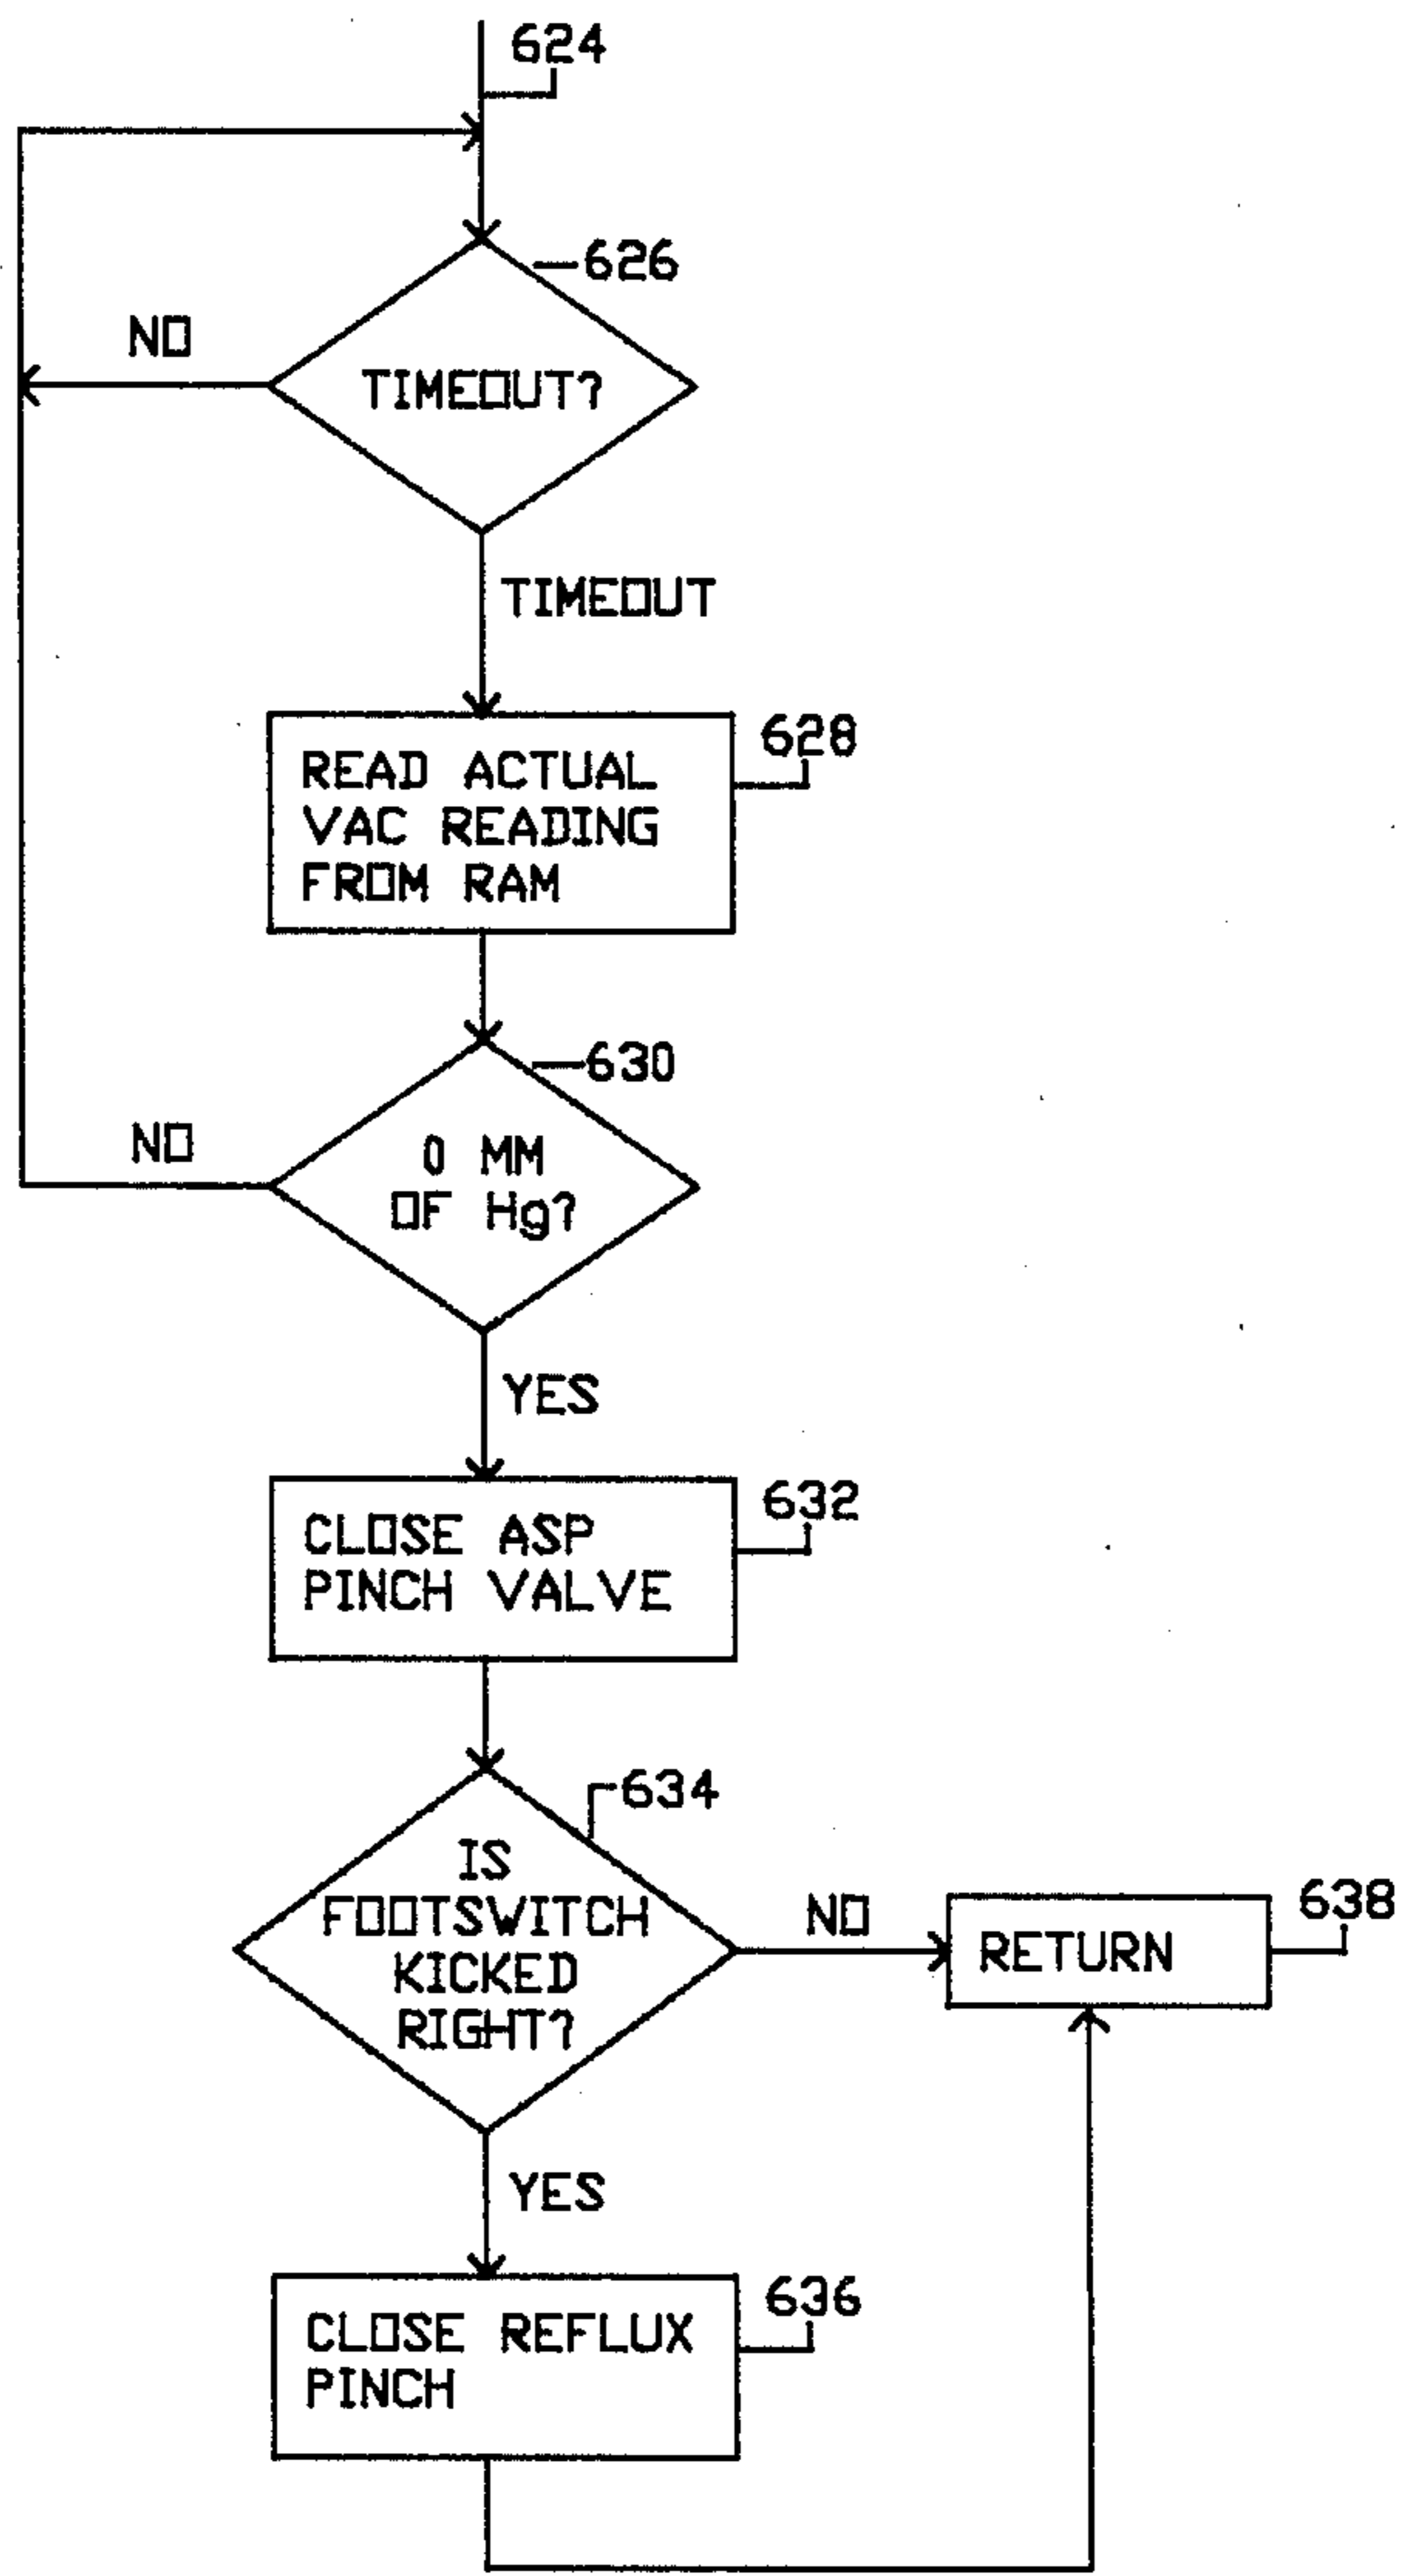 624
626
NO
TIMEOUT?
TIMEOUT
628
READ ACTUAL
VAC READING
FROM RAM
630
NO
0 MM
OF Hg?
YES
632
CLOSE ASP
PINCH VALVE
634
IS
FOOTSWITCH
KICKED
RIGHT?
NO
638
RETURN
YES
636
CLOSE REFLUX
PINCH